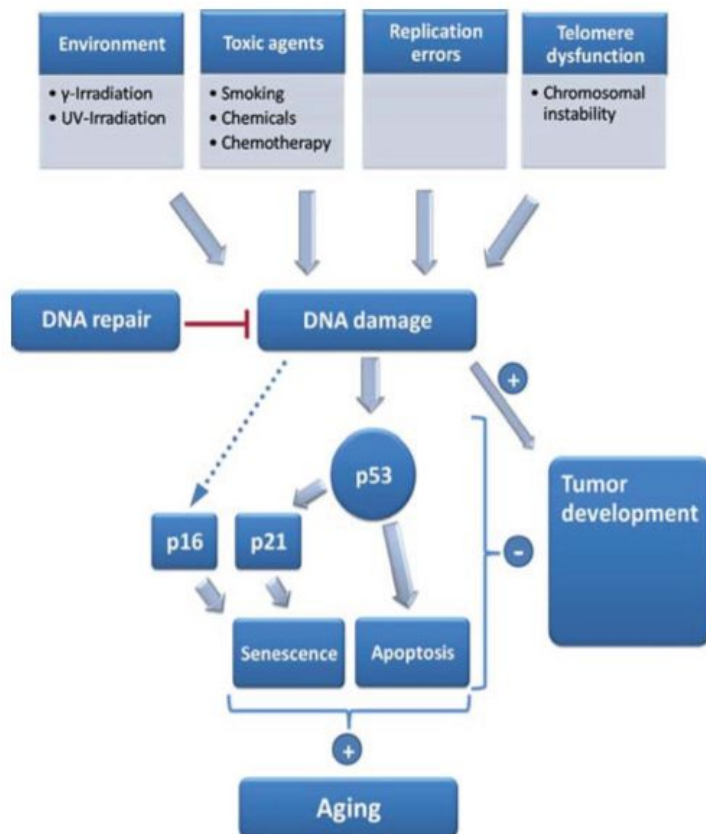 Environment
• γ-Irradiation
• UV-Irradiation
Toxic agents
• Smoking
• Chemicals
• Chemotherapy
Replication
errors
Telomere
dysfunction
• Chromosomal
instability
DNA repair
DNA damage
+
p53
Tumor
development
p16
p21
-
Senescence
Apoptosis
+
Aging